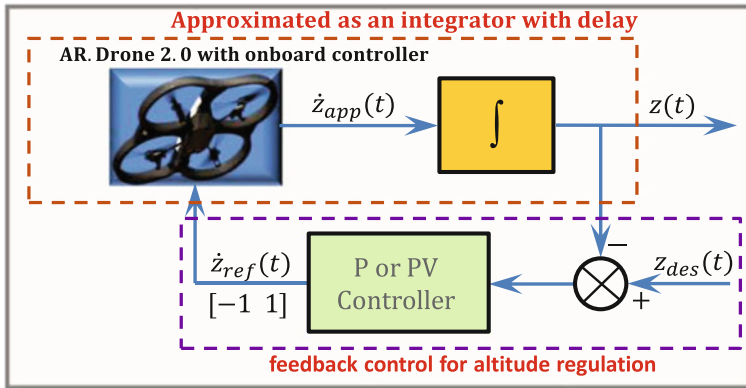 Approximated as an integrator with delay
AR. Drone 2. 0 with onboard controller
ż_app(t)
∫
z(t)
ż_ref(t)
[−1 1]
P or PV
Controller
−
z_des(t)
+
feedback control for altitude regulation